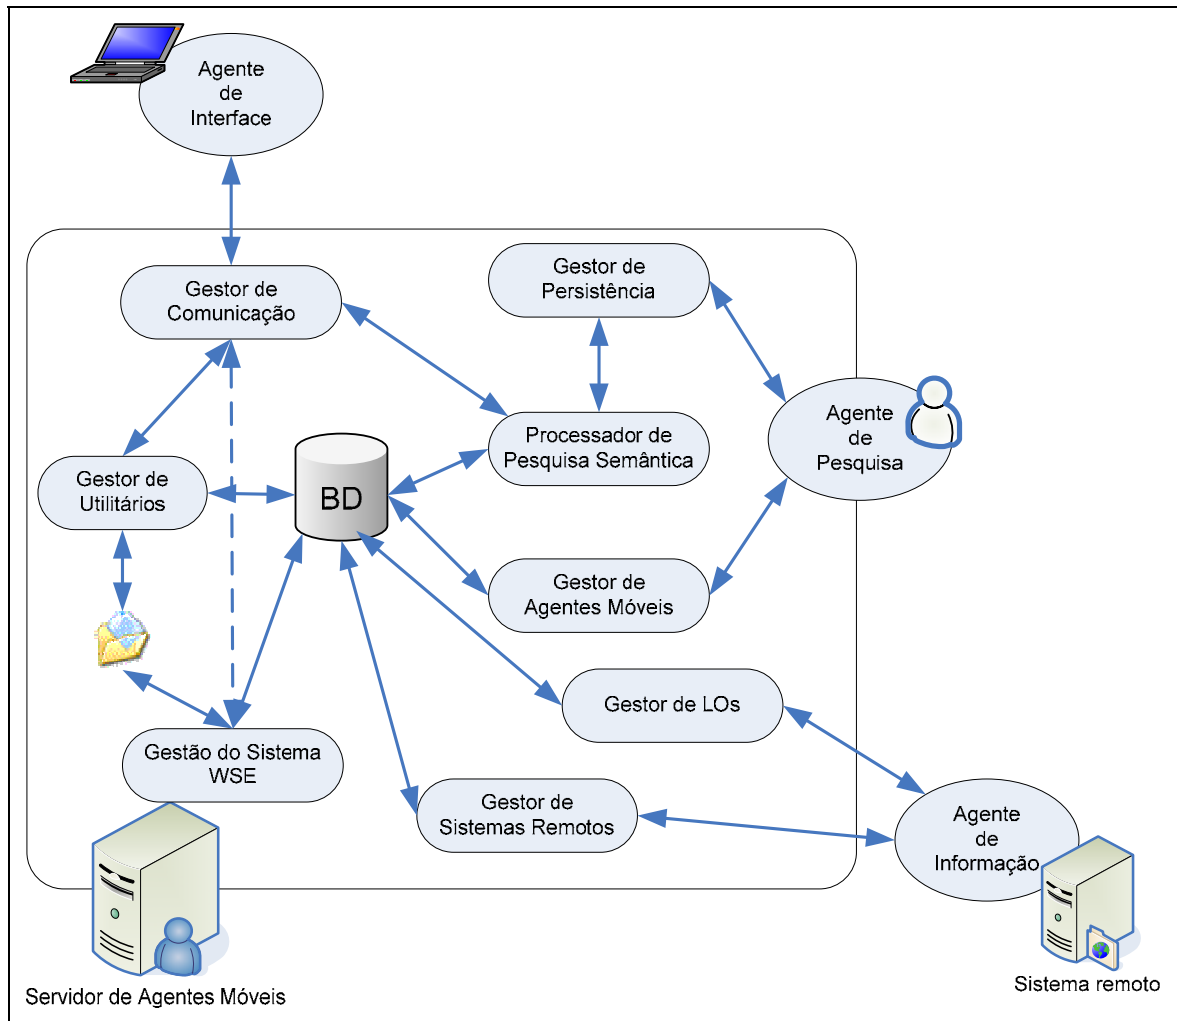 Agente
de
Interface
Gestor de
Comunicação
Gestor de
Persistência
Agente
de
Pesquisa
Processador de
Pesquisa Semântica
Gestor de
Utilitários
BD
Gestor de
Agentes Móveis
Gestor de LOs
Gestão do Sistema
WSE
Gestor de
Sistemas Remotos
Agente
de
Informação
Sistema remoto
Servidor de Agentes Móveis